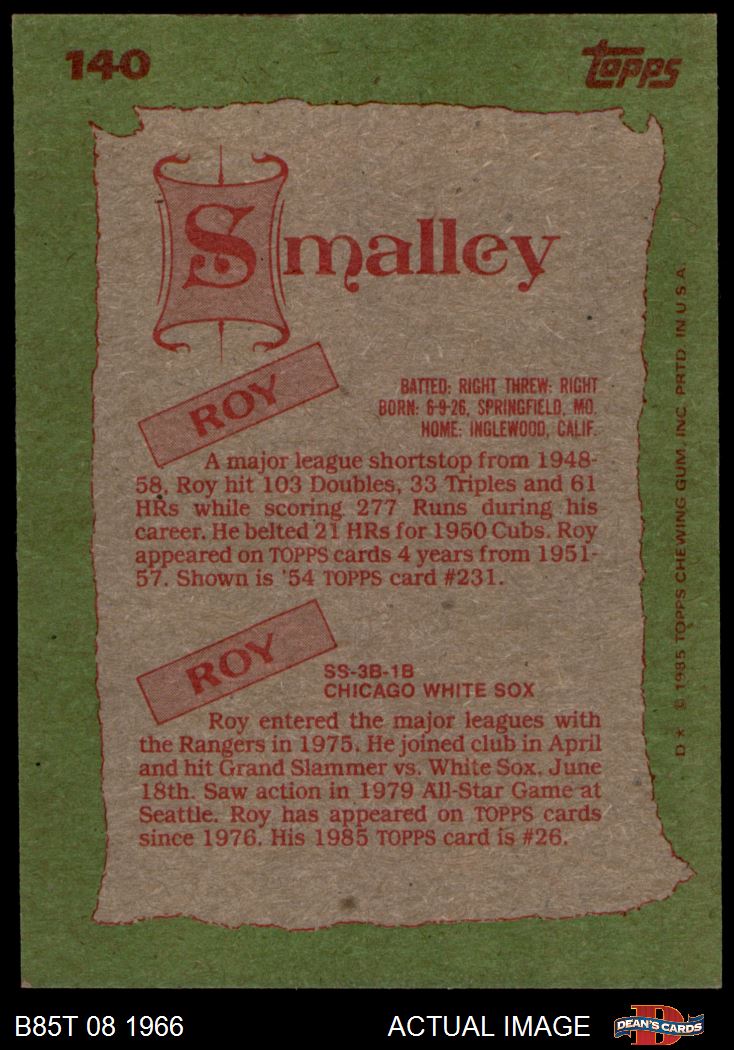 140
TOPPS
Smalley
ROY
BATTED: RIGHT THREW: RIGHT
BORN: 6-9-26, SPRINGFIELD, MO.
HOME: INGLEWOOD, CALIF.
A major league shortstop from 1948-
58, Roy hit 103 Doubles, 33 Triples and 61
HRs while scoring 277 Runs during his
career. He belted 21 HRs for 1950 Cubs. Roy
appeared on TOPPS cards 4 years from 1951-
57. Shown is '54 TOPPS card #231.
ROY
SS-3B-1B
CHICAGO WHITE SOX
Roy entered the major leagues with
the Rangers in 1975. He joined club in April
and hit Grand Slammer vs. White Sox, June
18th. Saw action in 1979 All-Star Game at
Seattle. Roy has appeared on TOPPS cards
since 1976. His 1985 TOPPS card is #26.
D* © 1985 TOPPS CHEWING GUM, INC. PRTD. IN U.S.A.
B85T 08 1966
ACTUAL IMAGE
D
DEAN'S CARDS